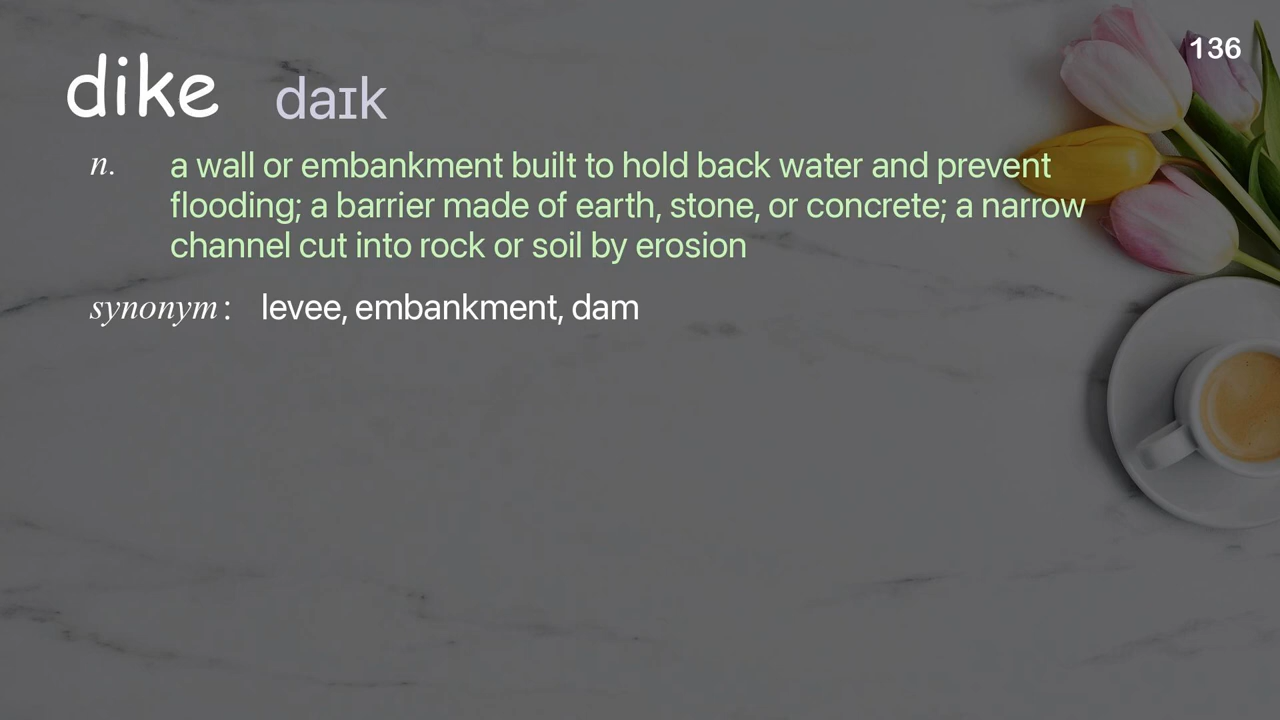 136
dike daɪk
n. a wall or embankment built to hold back water and prevent
flooding; a barrier made of earth, stone, or concrete; a narrow
channel cut into rock or soil by erosion
synonym: levee, embankment, dam